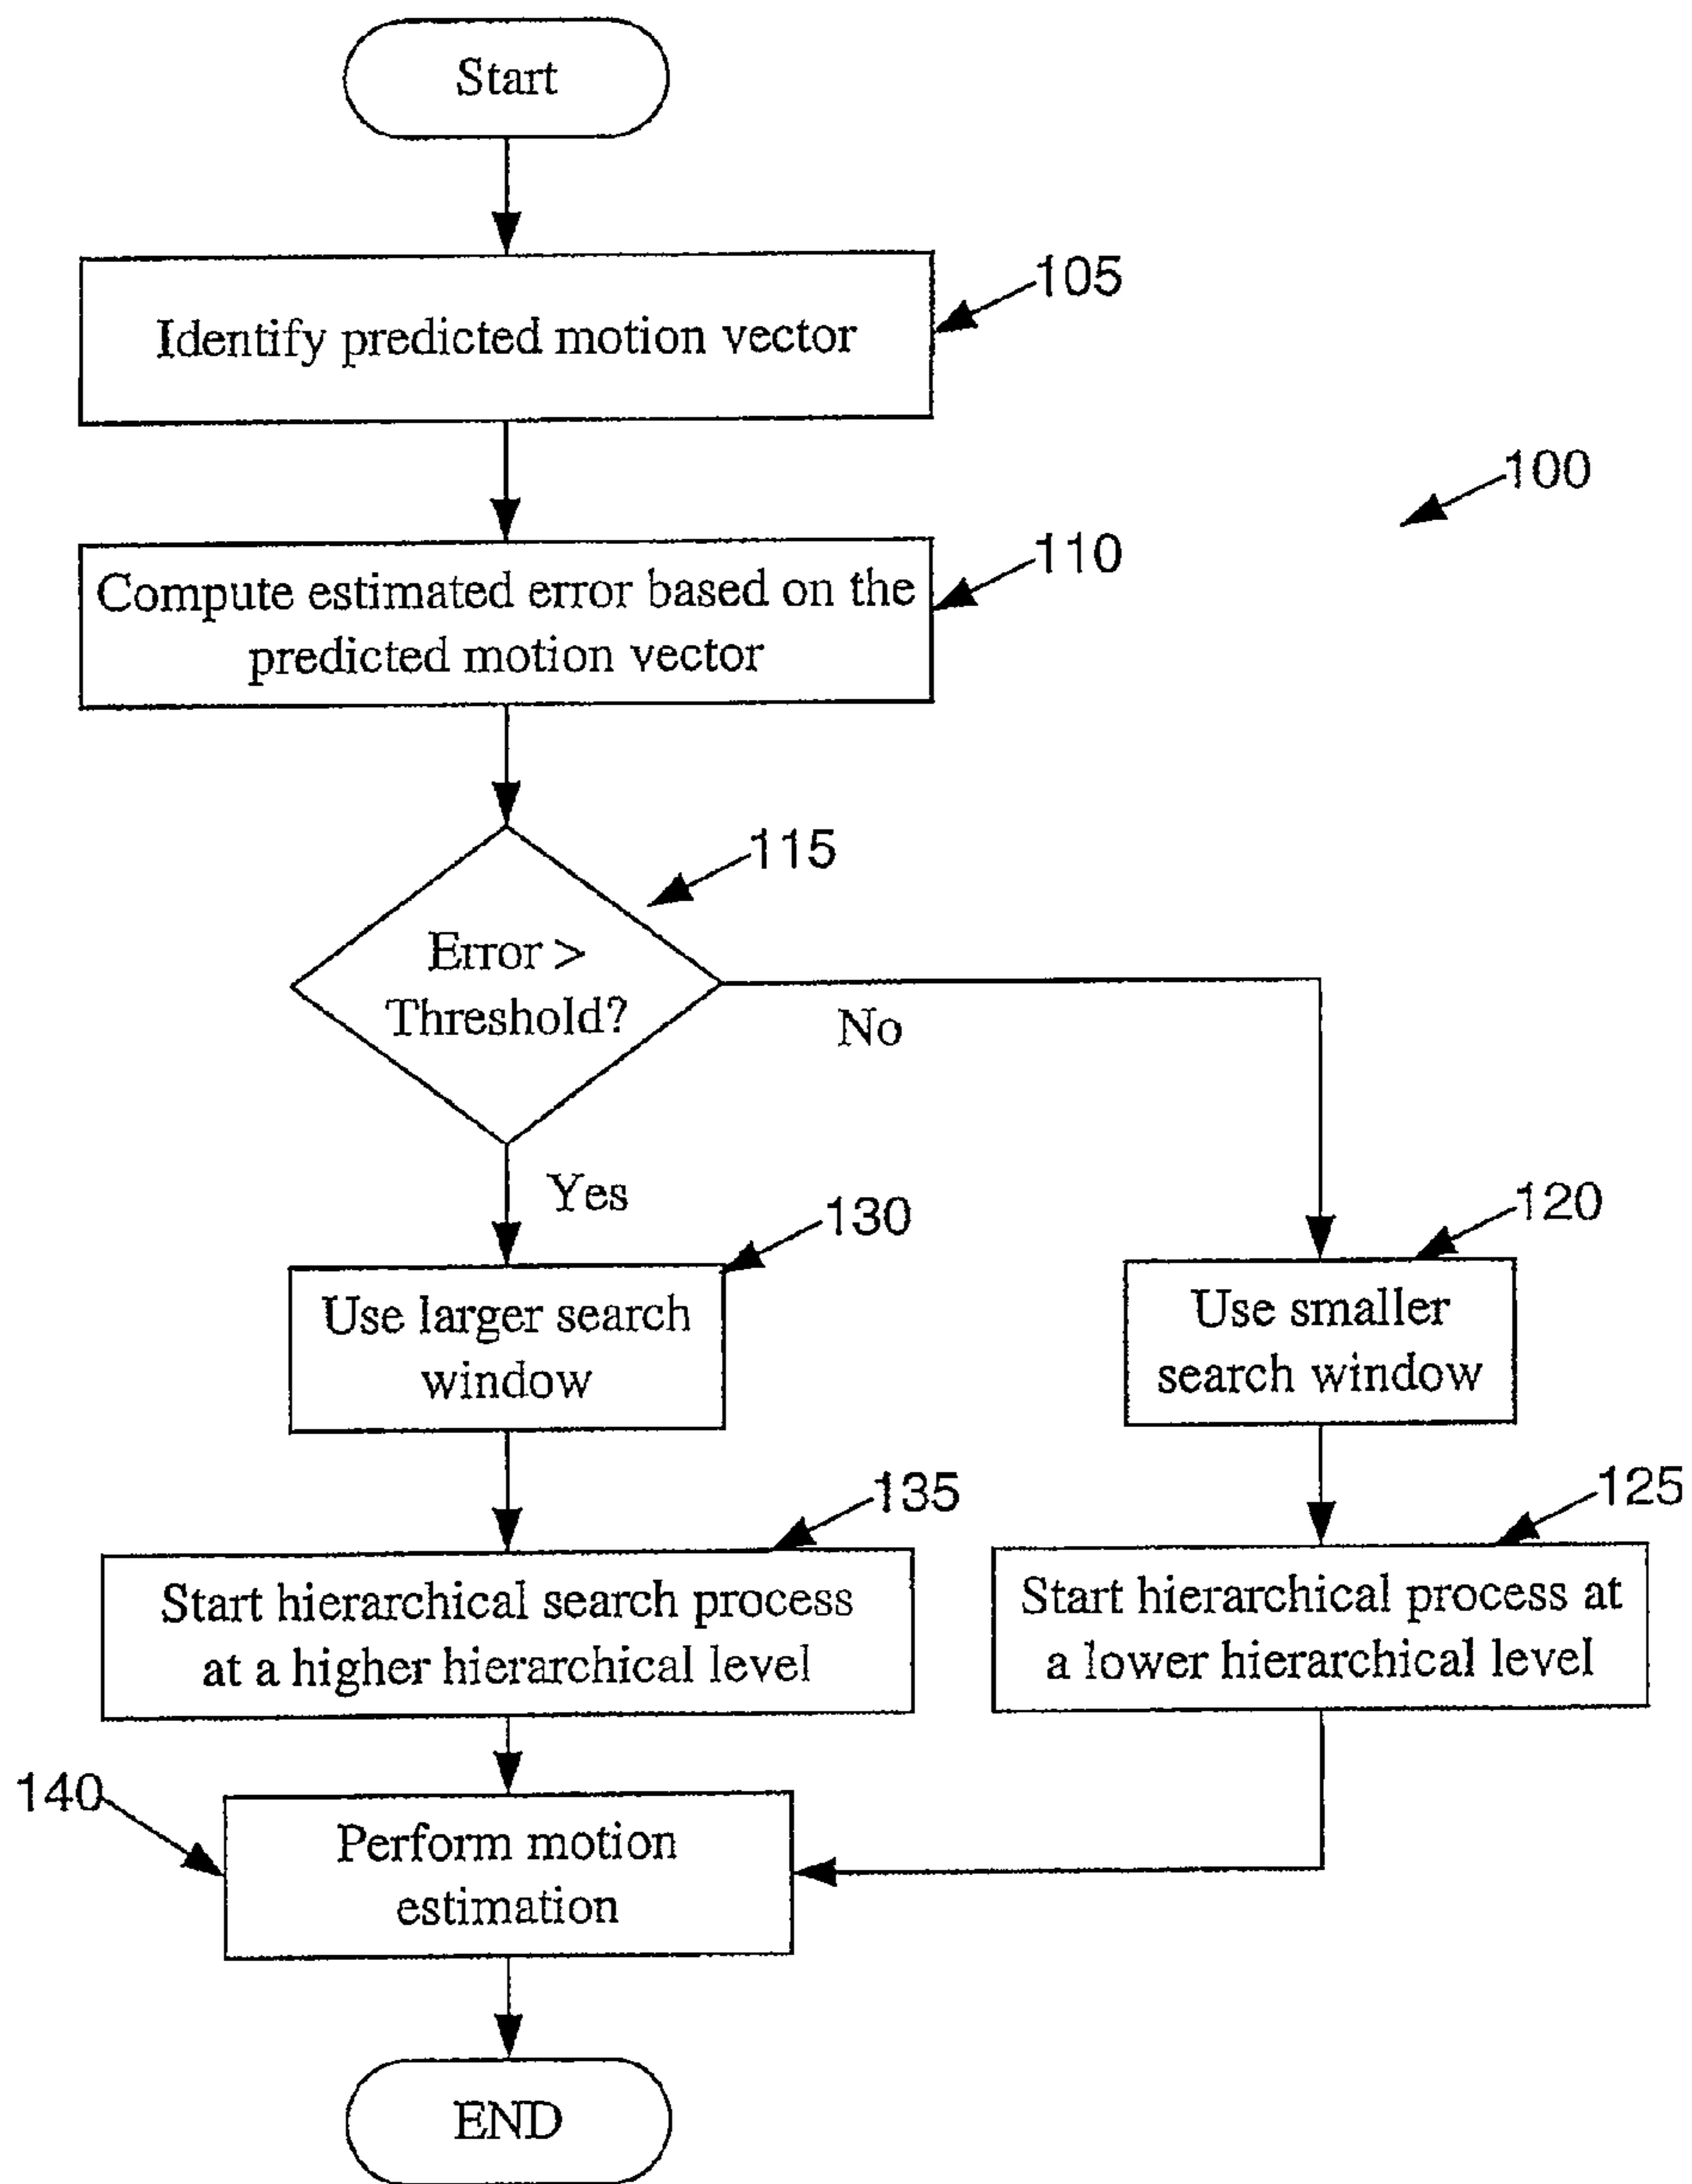 Start
Identify predicted motion vector
105
100
Compute estimated error based on the
predicted motion vector
110
115
Error >
Threshold?
No
Yes
130
Use larger search
window
120
Use smaller
search window
135
Start hierarchical search process
at a higher hierarchical level
125
Start hierarchical process at
a lower hierarchical level
140
Perform motion
estimation
END